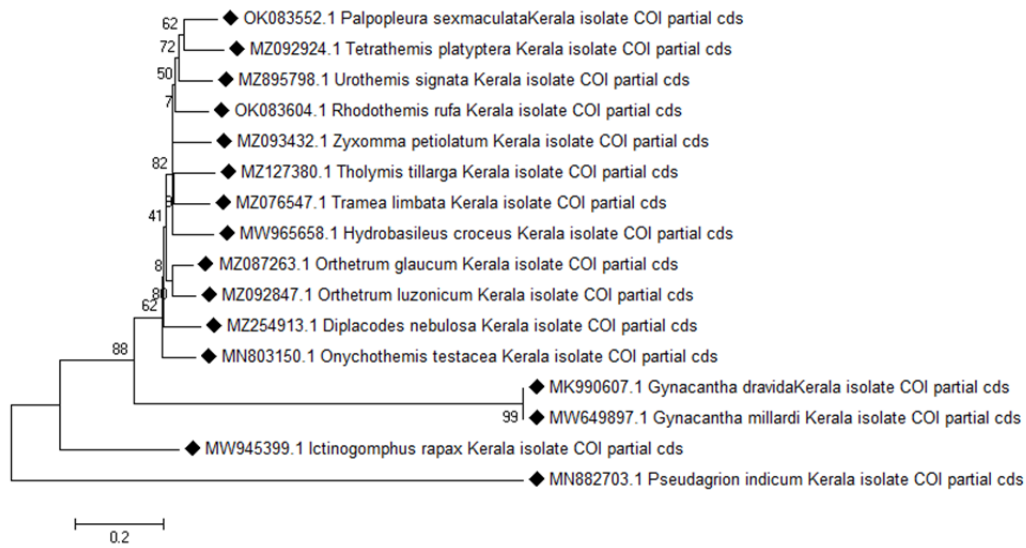 62
OK083552.1 Palpopleura sexmaculataKerala isolate COI partial cds
72
MZ092924.1 Tetrathemis platyptera Kerala isolate COI partial cds
50
MZ895798.1 Urothemis signata Kerala isolate COI partial cds
7
OK083604.1 Rhodothemis rufa Kerala isolate COI partial cds
MZ093432.1 Zyxomma petiolatum Kerala isolate COI partial cds
82
MZ127380.1 Tholymis tillarga Kerala isolate COI partial cds
MZ076547.1 Tramea limbata Kerala isolate COI partial cds
41
MW965658.1 Hydrobasileus croceus Kerala isolate COI partial cds
8
MZ087263.1 Orthetrum glaucum Kerala isolate COI partial cds
80
MZ092847.1 Orthetrum luzonicum Kerala isolate COI partial cds
62
MZ254913.1 Diplacodes nebulosa Kerala isolate COI partial cds
88
MN803150.1 Onychothemis testacea Kerala isolate COI partial cds
MK990607.1 Gynacantha dravidaKerala isolate COI partial cds
99
MW649897.1 Gynacantha millardi Kerala isolate COI partial cds
MW945399.1 Ictinogomphus rapax Kerala isolate COI partial cds
MN882703.1 Pseudagrion indicum Kerala isolate COI partial cds
0.2